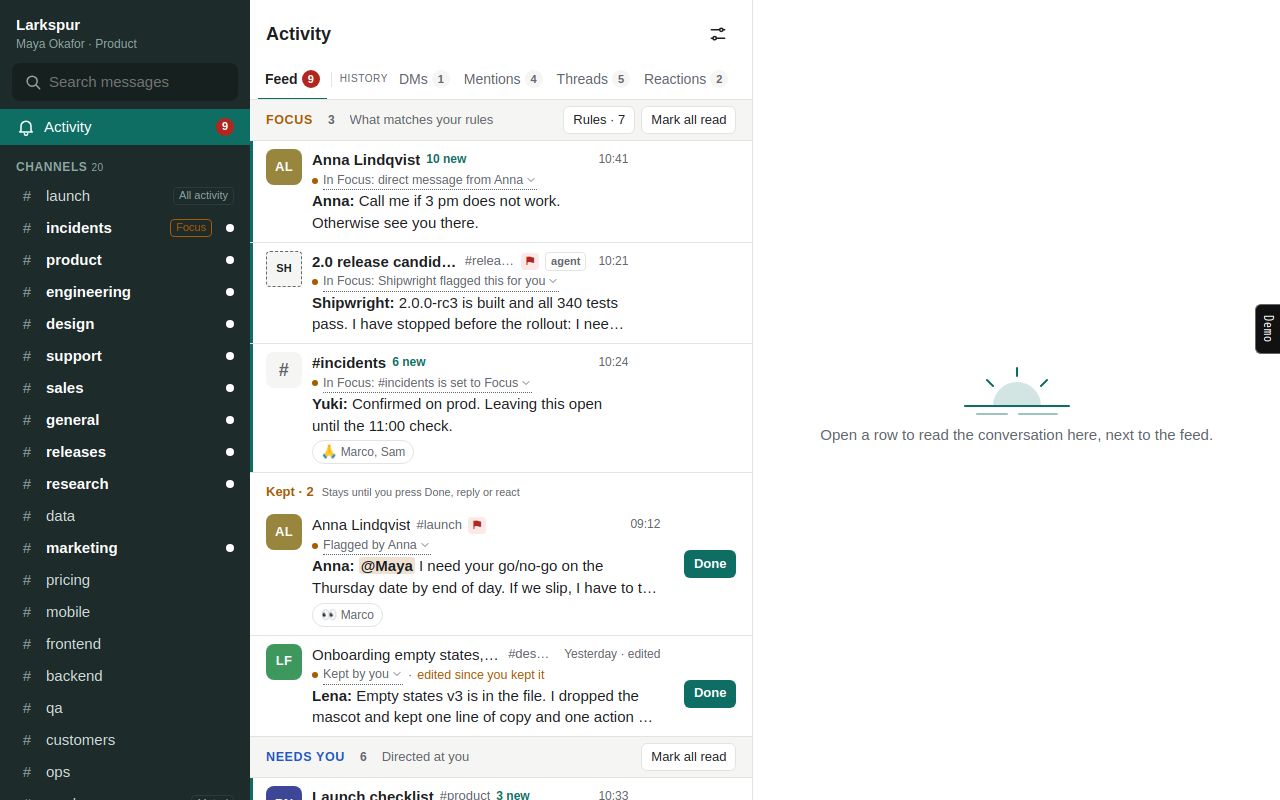 Larkspur
Maya Okafor · Product
Search messages
Activity 9
CHANNELS 20
# launch All activity
# incidents Focus
# product
# engineering
# design
# support
# sales
# general
# releases
# research
# data
# marketing
# pricing
# mobile
# frontend
# backend
# qa
# customers
# ops
Activity
Feed 9 HISTORY DMs 1 Mentions 4 Threads 5 Reactions 2
FOCUS 3 What matches your rules Rules · 7 Mark all read
AL Anna Lindqvist 10 new 10:41
In Focus: direct message from Anna
Anna: Call me if 3 pm does not work.
Otherwise see you there.
SH 2.0 release candid… #relea… agent 10:21
In Focus: Shipwright flagged this for you
Shipwright: 2.0.0-rc3 is built and all 340 tests
pass. I have stopped before the rollout: I nee…
# #incidents 6 new 10:24
In Focus: #incidents is set to Focus
Yuki: Confirmed on prod. Leaving this open
until the 11:00 check.
🙏 Marco, Sam
Kept · 2 Stays until you press Done, reply or react
AL Anna Lindqvist #launch 09:12
Flagged by Anna
Anna: @Maya I need your go/no-go on the
Thursday date by end of day. If we slip, I have to t…
Done
👀 Marco
LF Onboarding empty states,… #des… Yesterday · edited
Kept by you · edited since you kept it
Lena: Empty states v3 is in the file. I dropped the
mascot and kept one line of copy and one action …
Done
NEEDS YOU 6 Directed at you Mark all read
Launch checklist #product 3 new 10:33
Open a row to read the conversation here, next to the feed.
Demo